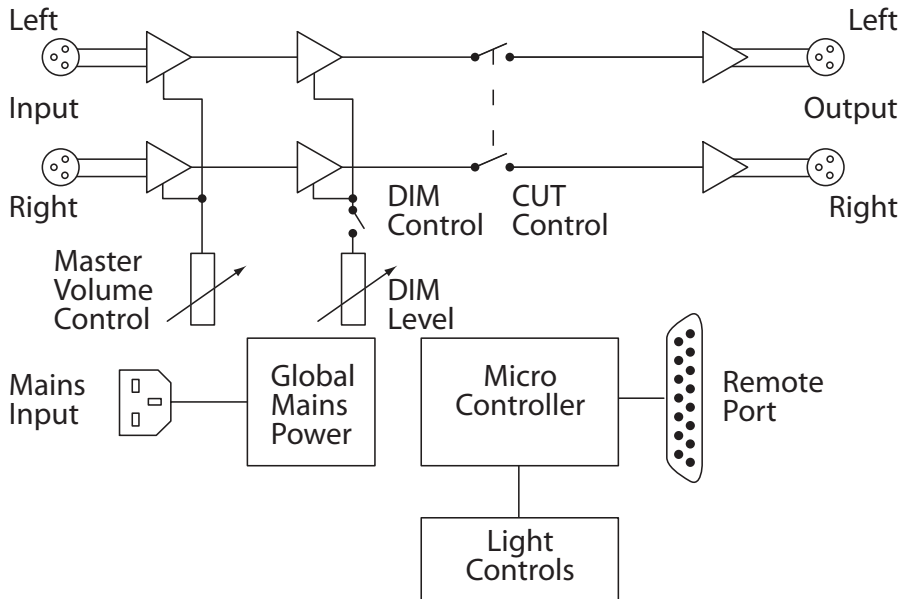 Left
Left
Input
Output
Right
DIM
Control
CUT
Control
Right
Master
Volume
Control
DIM
Level
Mains
Input
Global
Mains
Power
Micro
Controller
Remote
Port
Light
Controls